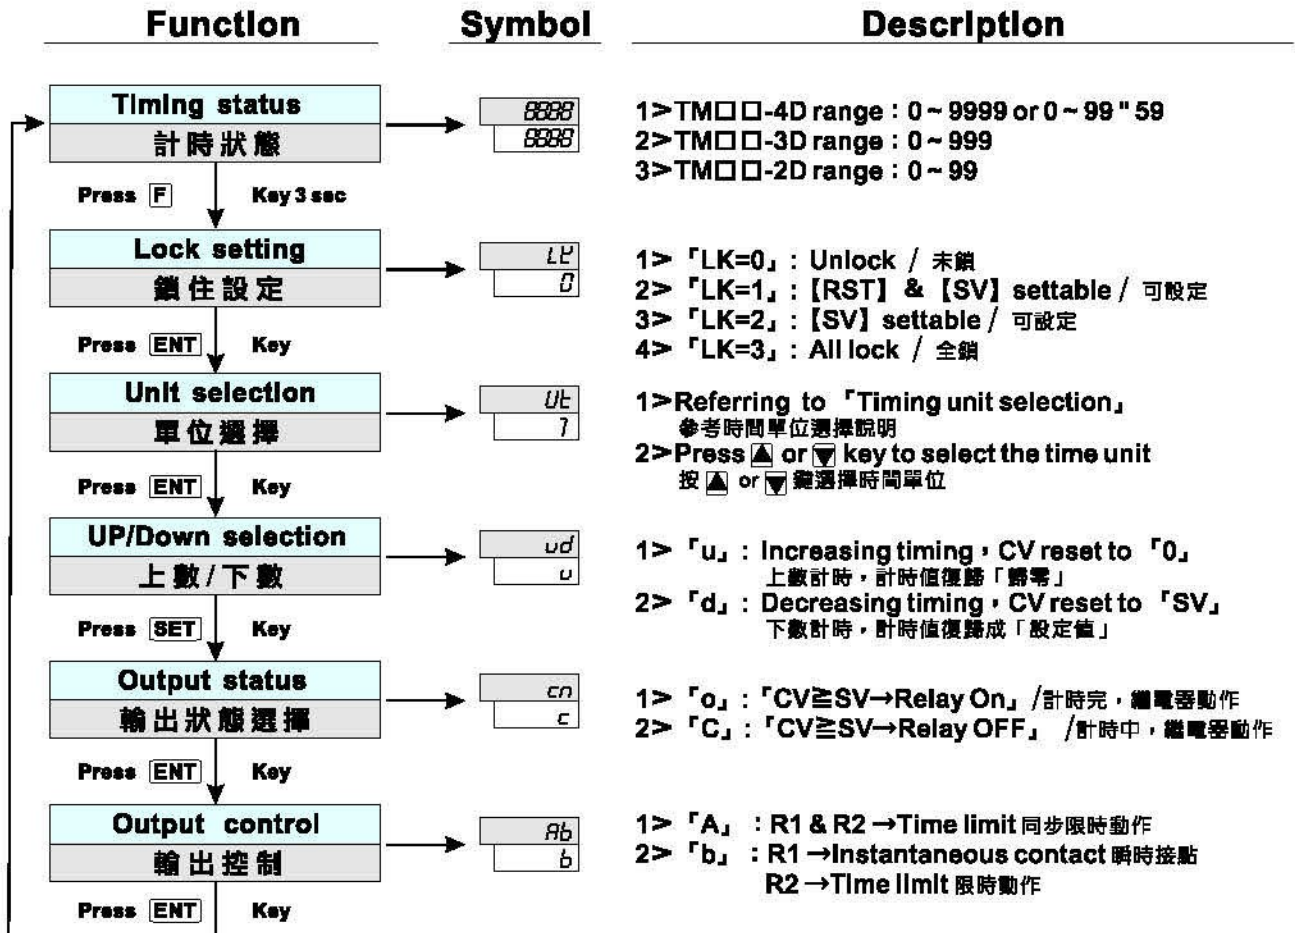 Function Symbol Description
Timing status
計時狀態
8888
8888
1>TM□□-4D range：0~9999 or 0~99"59
2>TM□□-3D range：0~999
3>TM□□-2D range：0~99
Press F Key 3 sec
Lock setting
鎖住設定
LK
0
1>「LK=0」: Unlock / 未鎖
2>「LK=1」:【RST】&【SV】settable / 可設定
3>「LK=2」:【SV】settable / 可設定
4>「LK=3」: All lock / 全鎖
Press ENT Key
Unit selection
單位選擇
Ut
1
1>Referring to 「Timing unit selection」
參考時間單位選擇說明
2>Press ▲ or ▼ key to select the time unit
按 ▲ or ▼ 鍵選擇時間單位
Press ENT Key
UP/Down selection
上數/下數
ud
u
1>「u」: Increasing timing，CV reset to 「0」
上數計時，計時值復歸「歸零」
2>「d」: Decreasing timing，CV reset to 「SV」
下數計時，計時值復歸成「設定值」
Press SET Key
Output status
輸出狀態選擇
cn
c
1>「o」:「CV≧SV→Relay On」/計時完，繼電器動作
2>「C」:「CV≧SV→Relay OFF」/計時中，繼電器動作
Press ENT Key
Output control
輸出控制
Ab
b
1>「A」: R1 & R2 →Time limit 同步限時動作
2>「b」: R1 →Instantaneous contact 瞬時接點
R2 →Time limit 限時動作
Press ENT Key